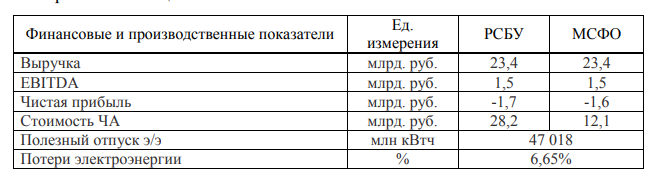 Финансовые и производственные показатели Ед. измерения РСБУ МСФО
Выручка млрд. руб. 23,4 23,4
EBITDA млрд. руб. 1,5 1,5
Чистая прибыль млрд. руб. -1,7 -1,6
Стоимость ЧА млрд. руб. 28,2 12,1
Полезный отпуск э/э млн кВтч 47 018
Потери электроэнергии % 6,65%